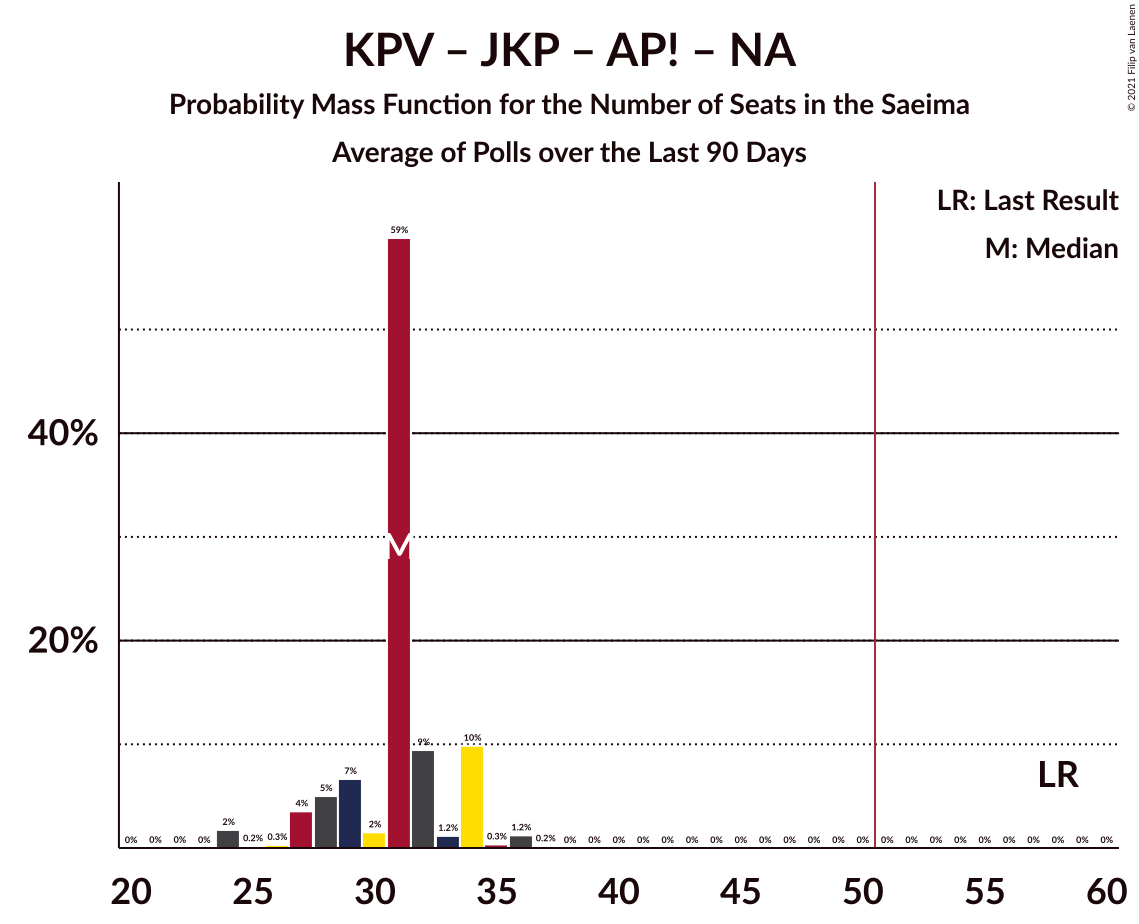 KPV – JKP – AP! – NA
Probability Mass Function for the Number of Seats in the Saeima
Average of Polls over the Last 90 Days
© 2021 Filip van Laenen
LR: Last Result
M: Median
59%
40%
M
20%
10%
9%
7%
LR
5%
4%
2%
2%
1.2%
1.2%
0% 0% 0% 0% 0.2% 0.3% 0.3% 0.2% 0% 0% 0% 0% 0% 0% 0% 0% 0% 0% 0% 0% 0% 0% 0% 0% 0% 0% 0% 0% 0% 0% 0%
20 25 30 35 40 45 50 55 60